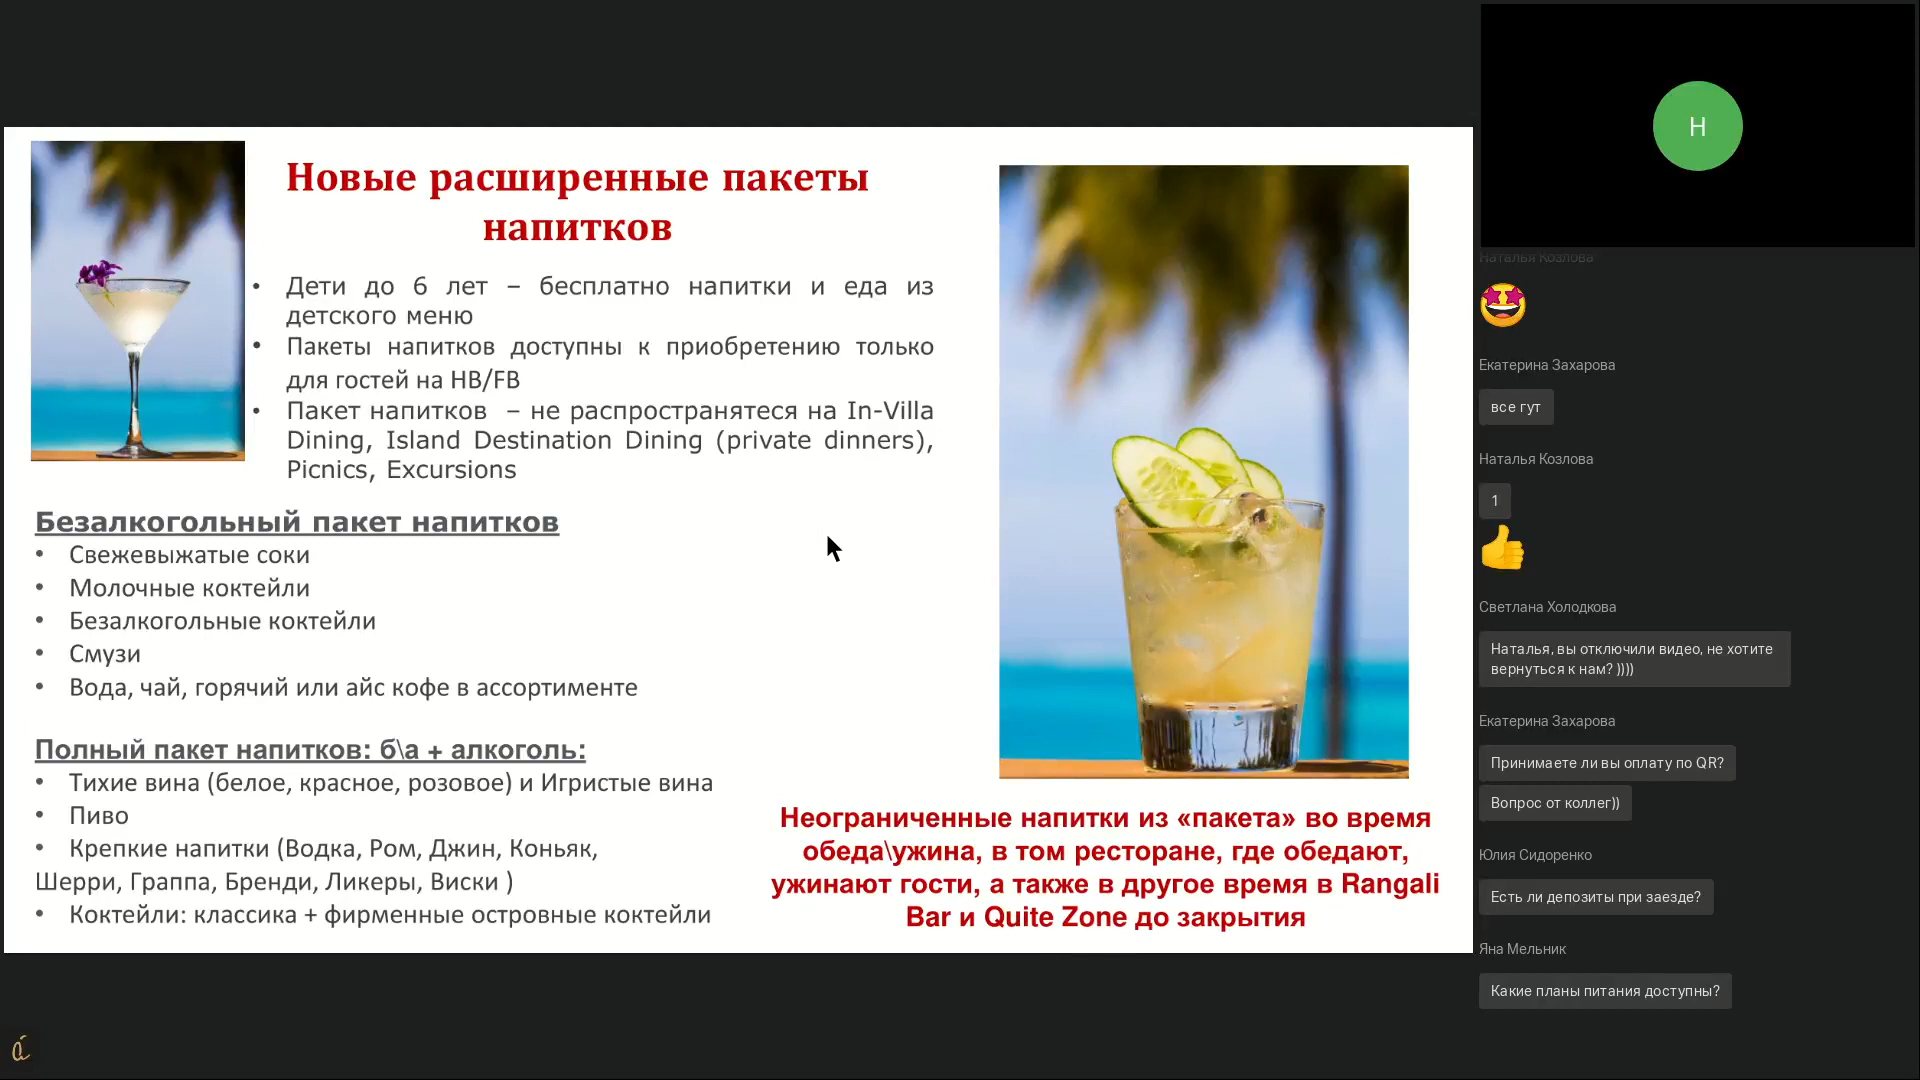 Новые расширенные пакеты
напитков
• Дети до 6 лет – бесплатно напитки и еда из
детского меню
• Пакеты напитков доступны к приобретению только
для гостей на HB/FB
• Пакет напитков – не распространятеся на In-Villa
Dining, Island Destination Dining (private dinners),
Picnics, Excursions
Безалкогольный пакет напитков
• Свежевыжатые соки
• Молочные коктейли
• Безалкогольные коктейли
• Смузи
• Вода, чай, горячий или айс кофе в ассортименте
Полный пакет напитков: б\а + алкоголь:
• Тихие вина (белое, красное, розовое) и Игристые вина
• Пиво
• Крепкие напитки (Водка, Ром, Джин, Коньяк,
Шерри, Граппа, Бренди, Ликеры, Виски )
• Коктейли: классика + фирменные островные коктейли
Неограниченные напитки из «пакета» во время
обеда\ужина, в том ресторане, где обедают,
ужинают гости, а также в другое время в Rangali
Bar и Quite Zone до закрытия
Н
Наталья Козлова
Екатерина Захарова
все гут
Наталья Козлова
1
Светлана Холодкова
Наталья, вы отключили видео, не хотите
вернуться к нам? ))))
Екатерина Захарова
Принимаете ли вы оплату по QR?
Вопрос от коллег))
Юлия Сидоренко
Есть ли депозиты при заезде?
Яна Мельник
Какие планы питания доступны?